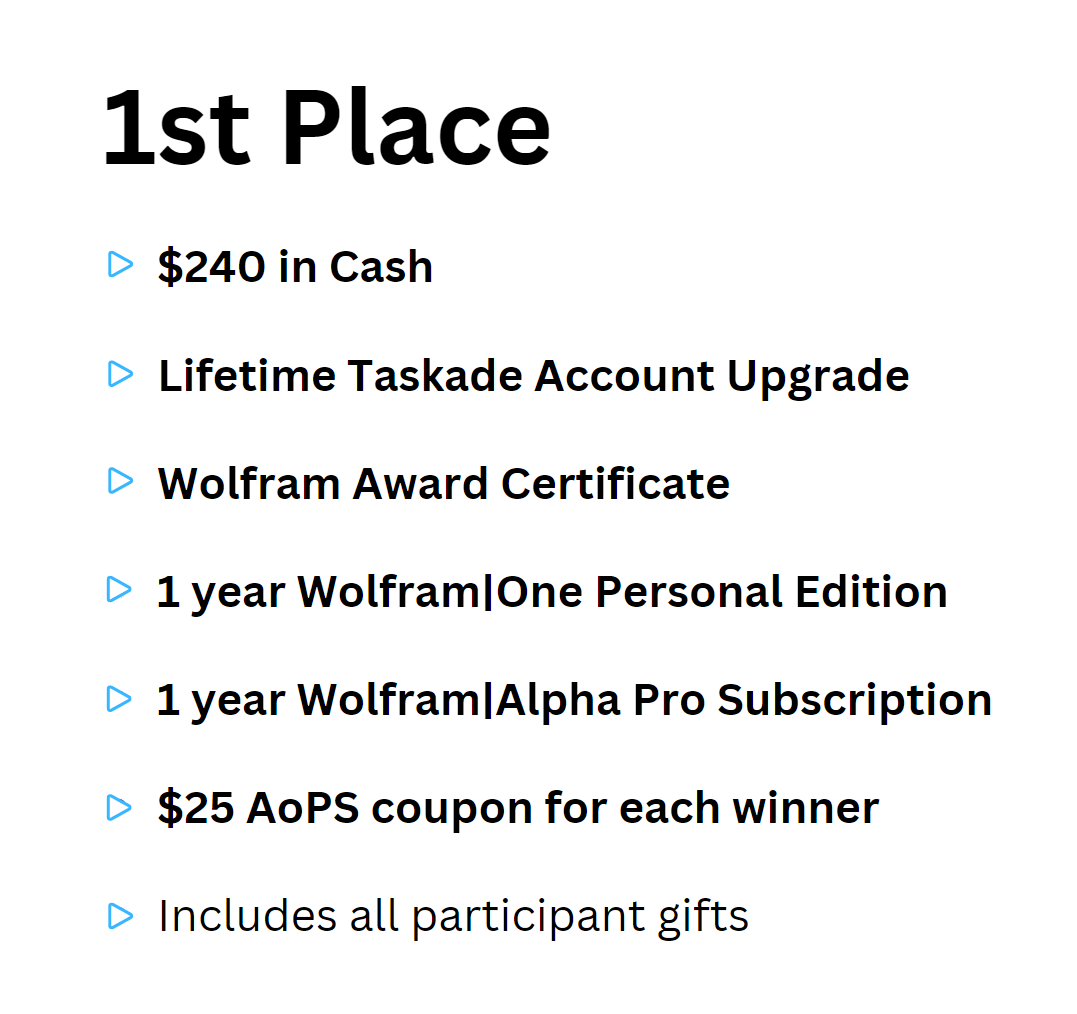 1st Place
$240 in Cash
Lifetime Taskade Account Upgrade
Wolfram Award Certificate
1 year Wolfram|One Personal Edition
1 year Wolfram|Alpha Pro Subscription
$25 AoPS coupon for each winner
Includes all participant gifts